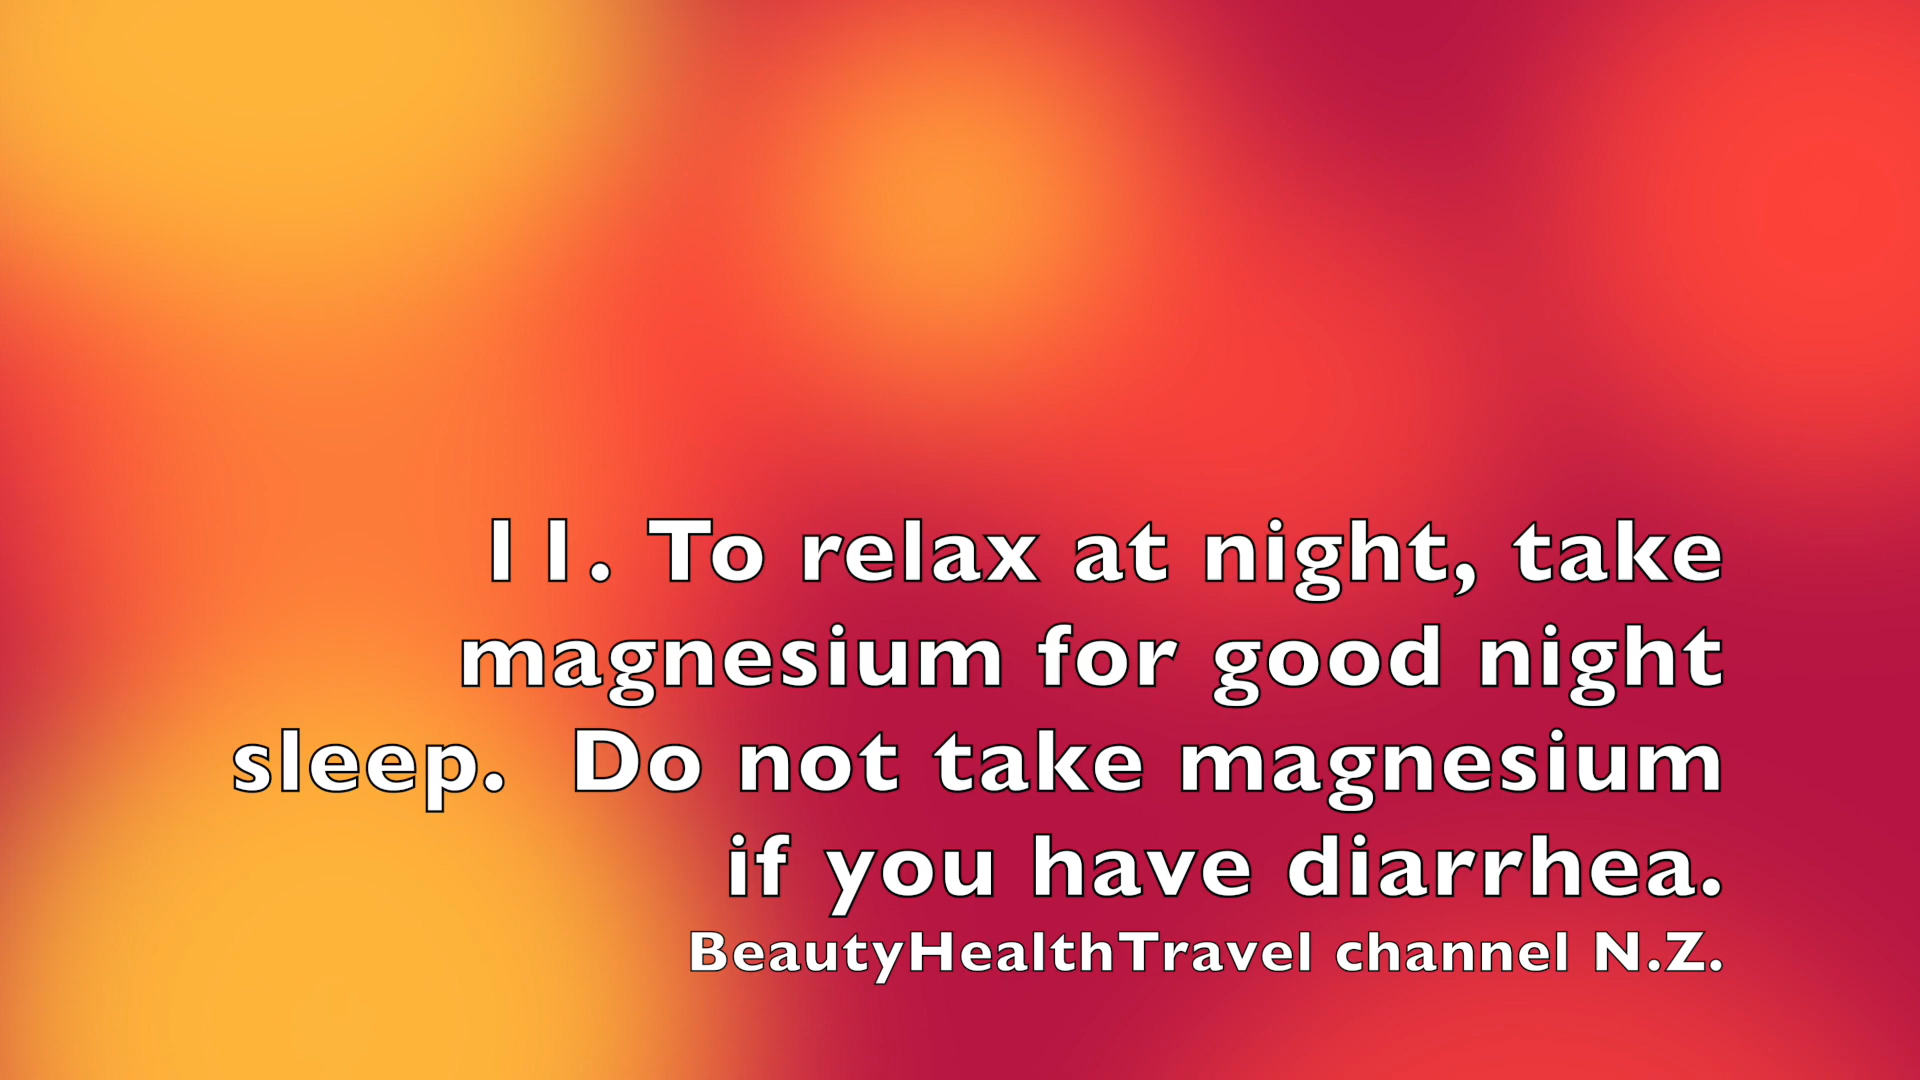 11. To relax at night, take
magnesium for good night
sleep.  Do not take magnesium
if you have diarrhea.
BeautyHealthTravel channel N.Z.